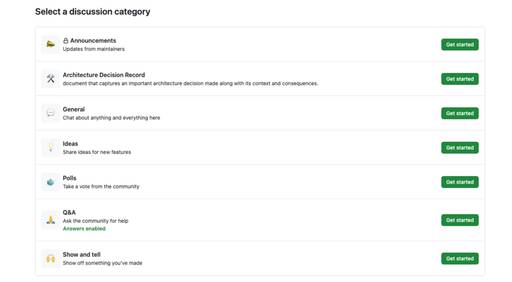 Select a discussion category
Announcements
Get started
Updates from maintainers
Architecture Decision Record
Get started
document that captures an important architecture decision made along with its context and consequences.
General
Get started
Chat about anything and everything here
Ideas
Get started
Share ideas for new features
Polls
Get started
Take a vote from the community
Q&A
Ask the community for help
Get started
Answers enabled
Show and tell
Get started
Show off something you've made